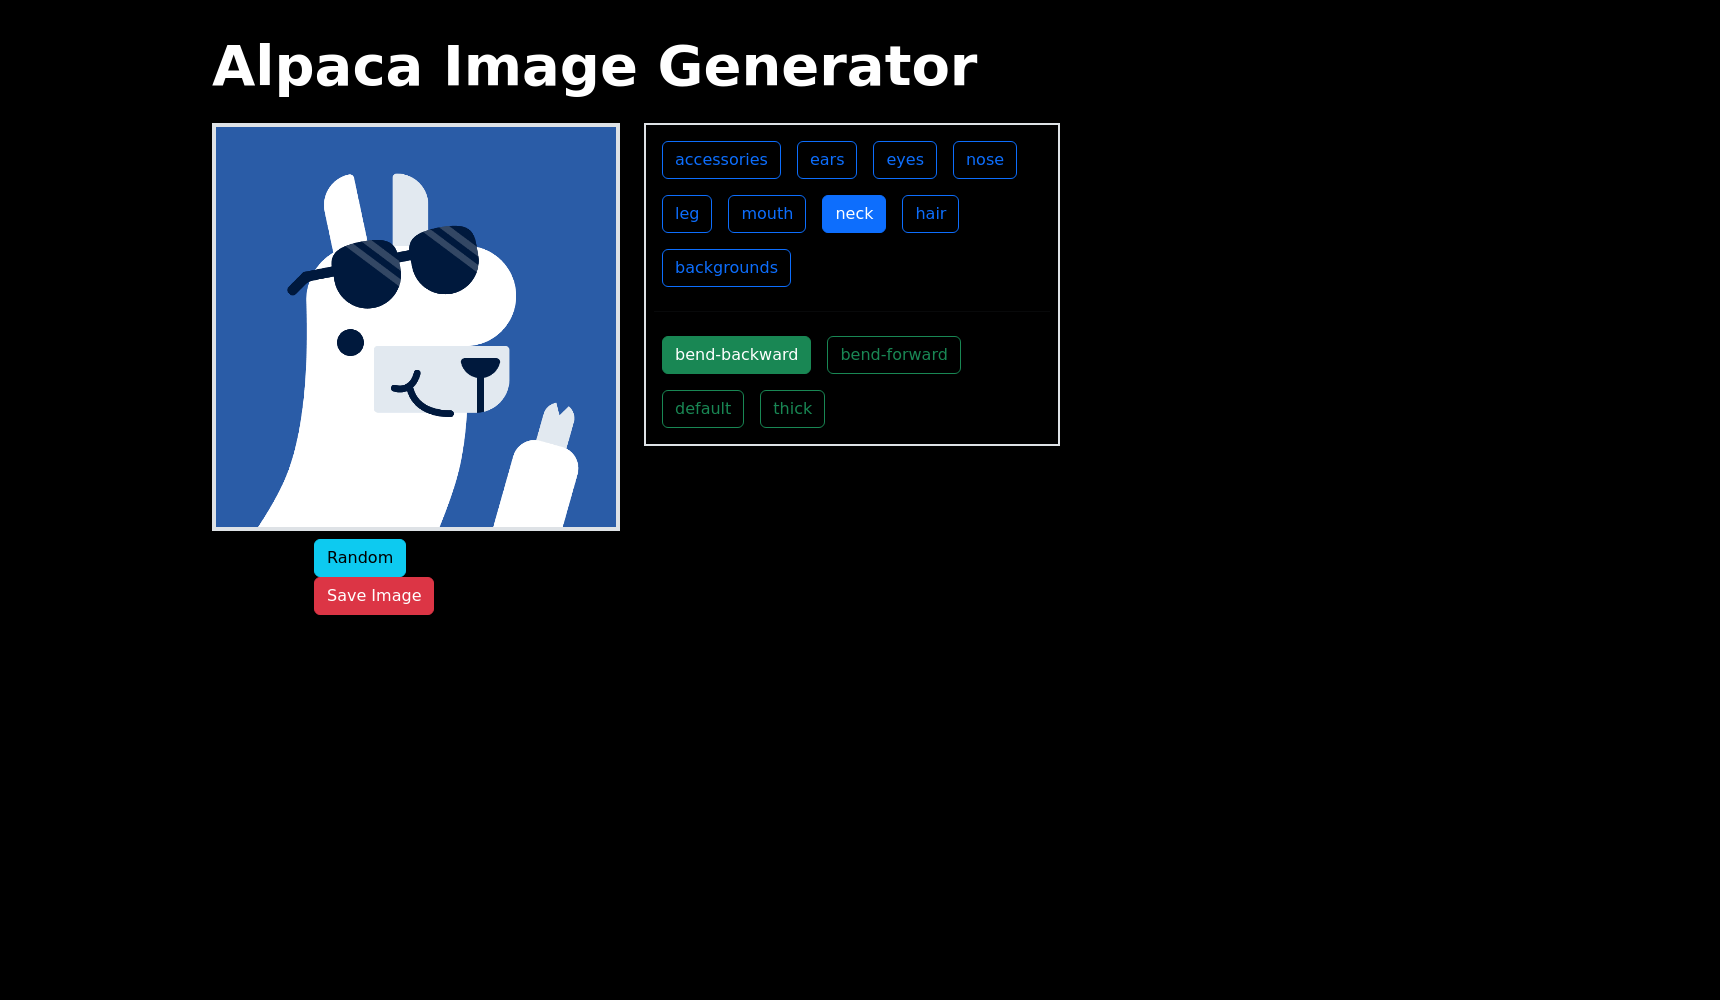 Alpaca Image Generator
accessories ears eyes nose
leg mouth neck hair
backgrounds
bend-backward bend-forward
default thick
Random
Save Image